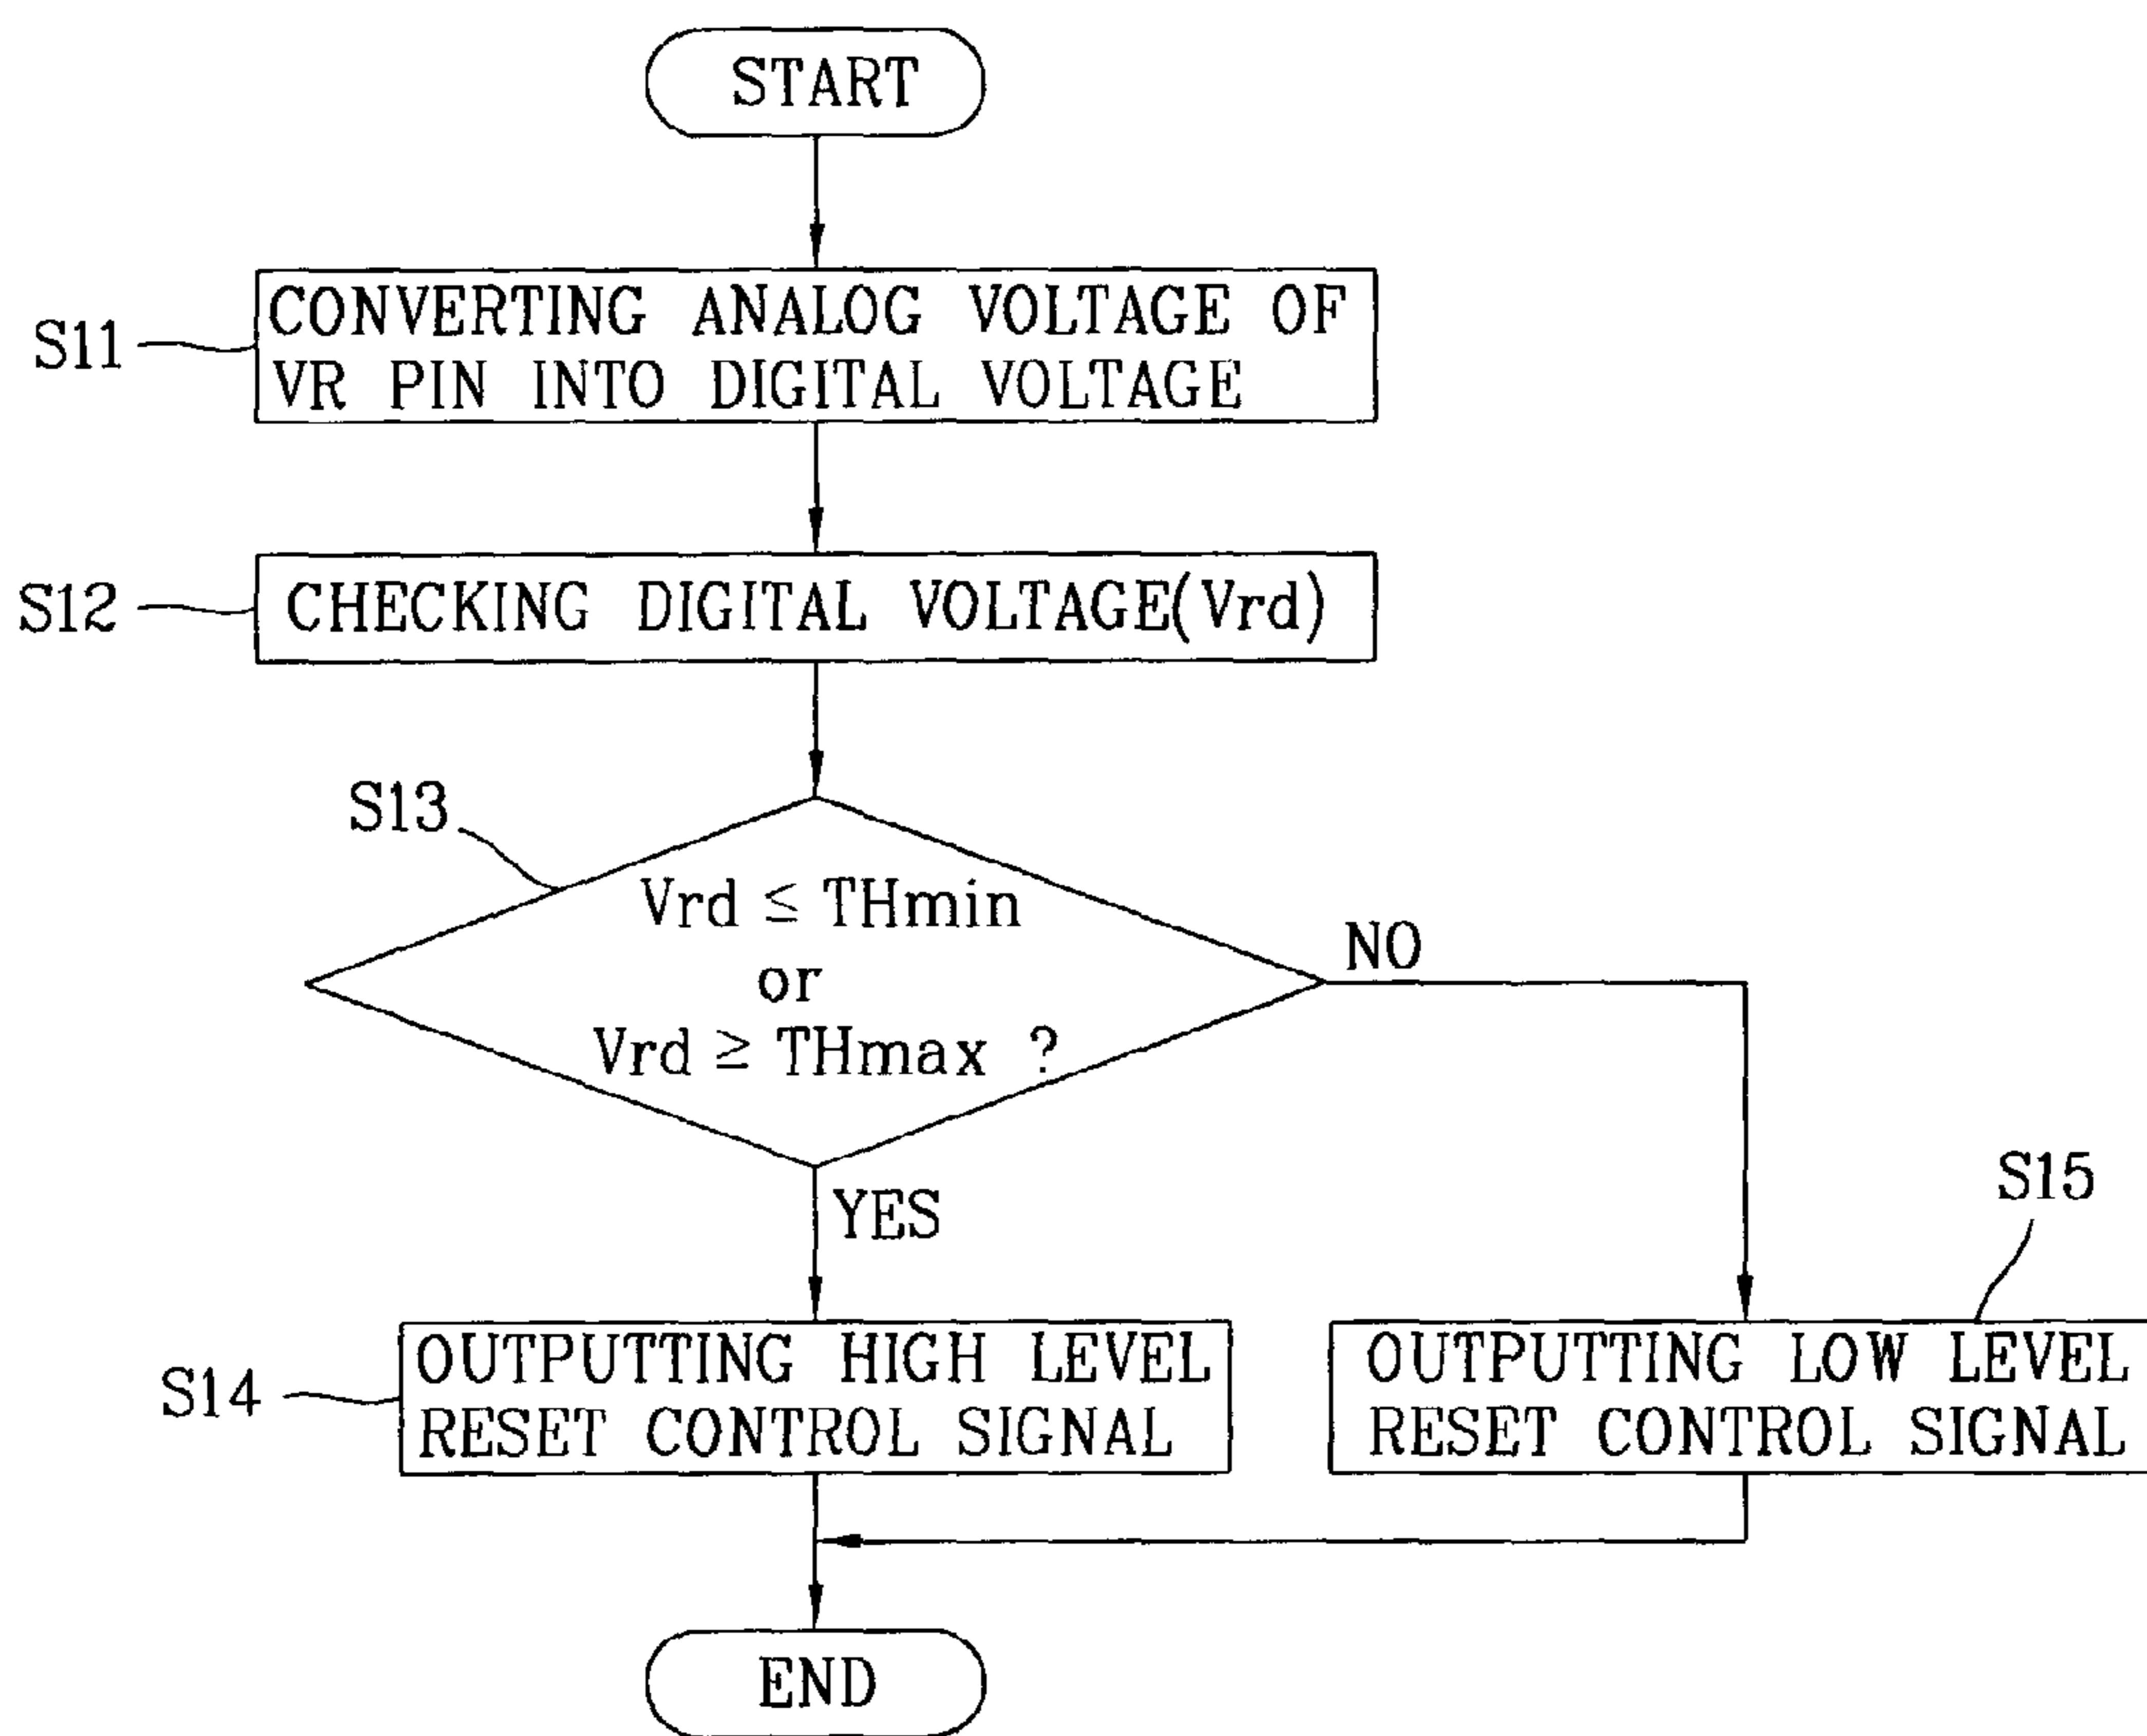 START
S11
CONVERTING ANALOG VOLTAGE OF
VR PIN INTO DIGITAL VOLTAGE
S12
CHECKING DIGITAL VOLTAGE(Vrd)
S13
Vrd ≤ THmin
or
Vrd ≥ THmax ?
NO
YES
S14
OUTPUTTING HIGH LEVEL
RESET CONTROL SIGNAL
S15
OUTPUTTING LOW LEVEL
RESET CONTROL SIGNAL
END